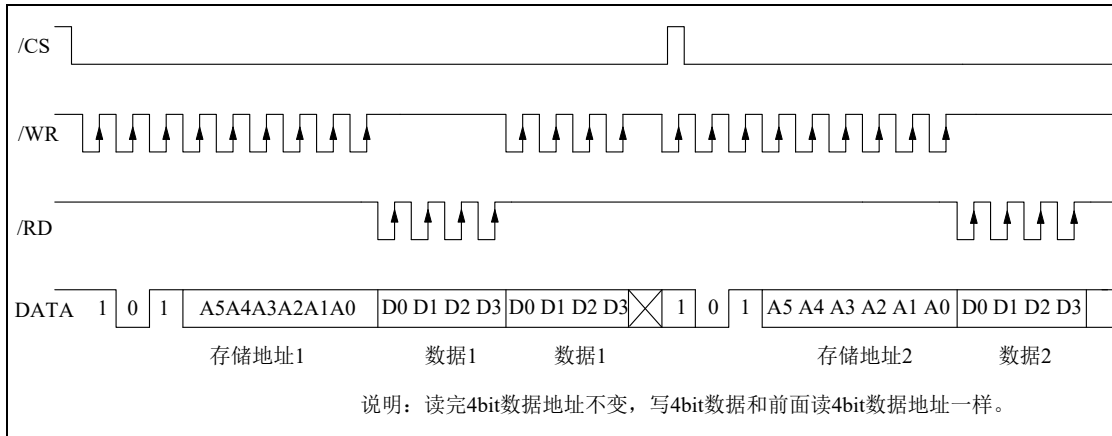 /CS
/WR
/RD
DATA 1 0 1 A5A4A3A2A1A0 D0 D1 D2 D3 D0 D1 D2 D3 1 0 1 A5 A4 A3 A2 A1 A0 D0 D1 D2 D3
存储地址1 数据1 数据1 存储地址2 数据2
说明：读完4bit数据地址不变，写4bit数据和前面读4bit数据地址一样。